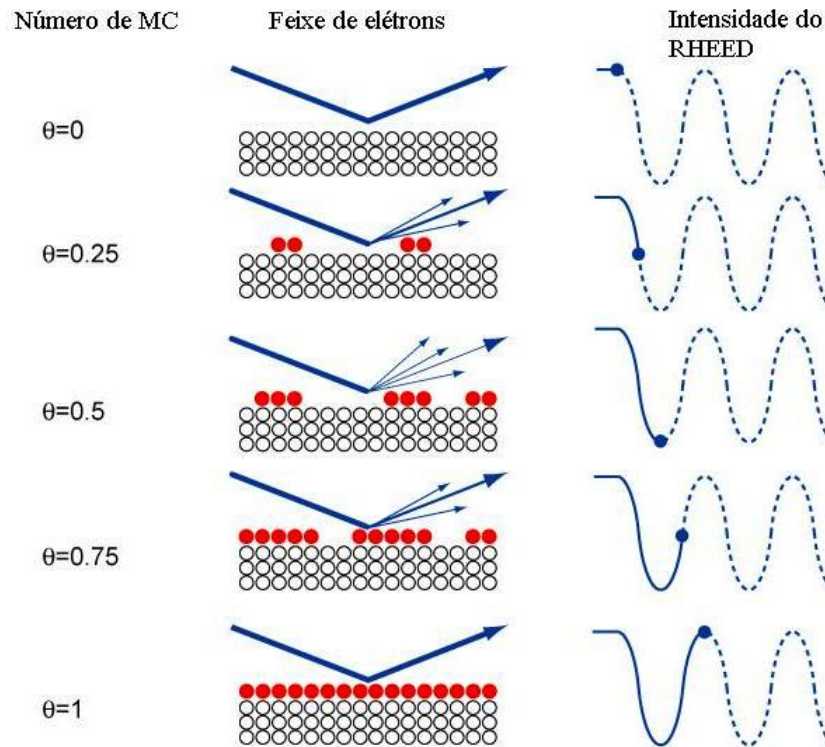 Número de MC
Feixe de elétrons
Intensidade do
RHEED
θ=0
θ=0.25
θ=0.5
θ=0.75
θ=1